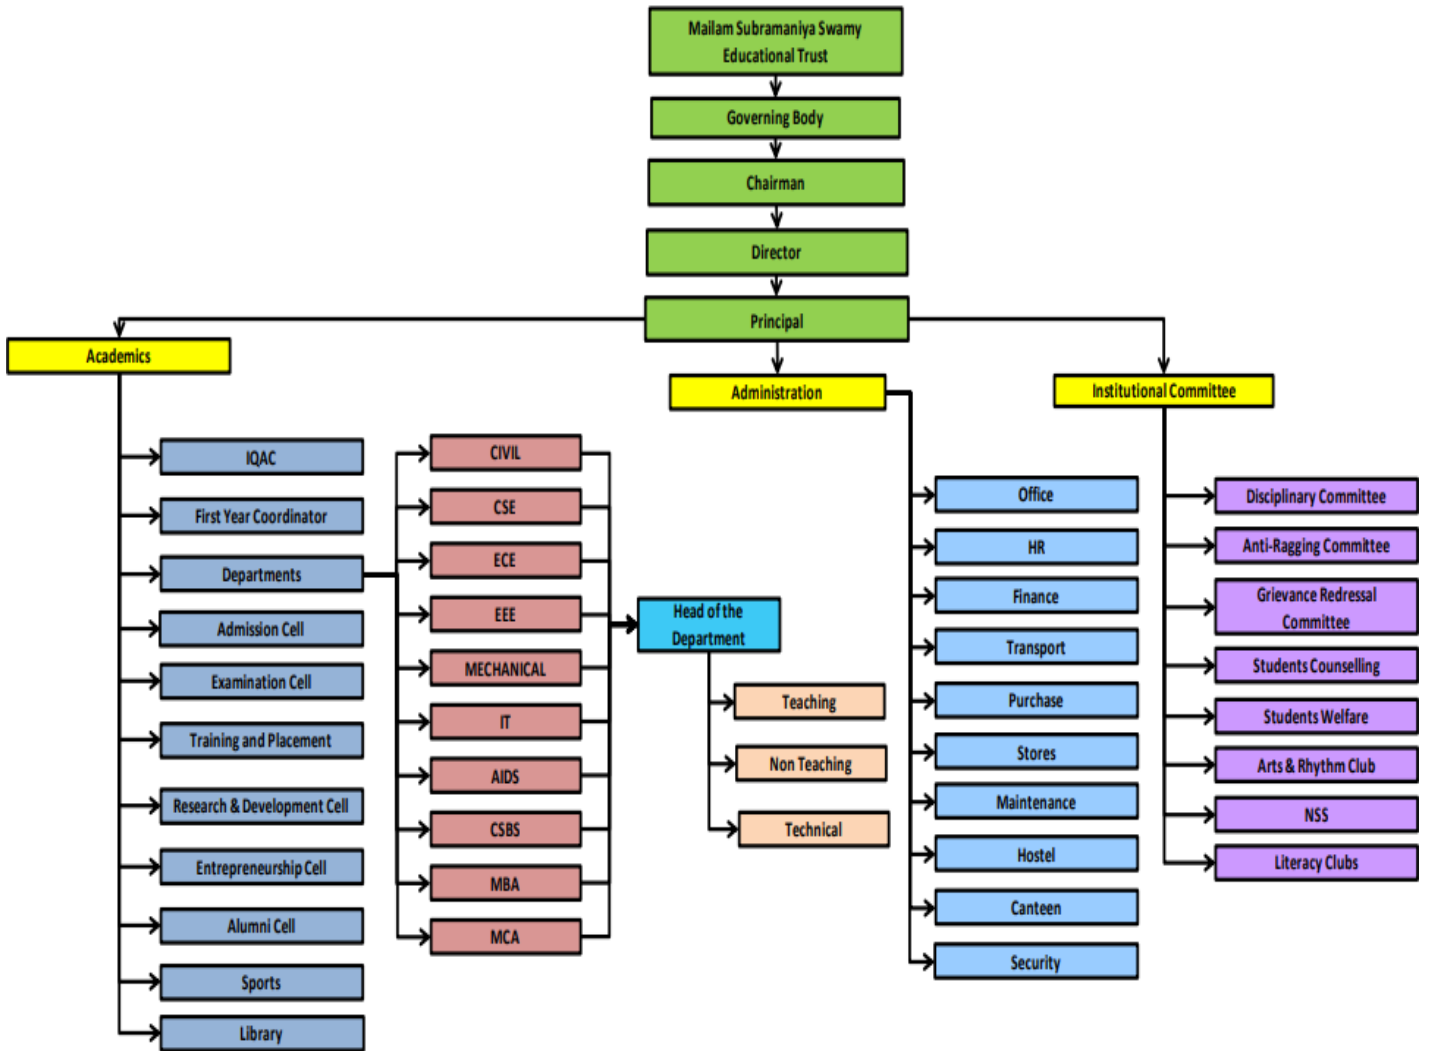 Mailam Subramaniya Swamy
Educational Trust
Governing Body
Chairman
Director
Principal
Academics
Administration
Institutional Committee
IQAC
First Year Coordinator
Departments
Admission Cell
Examination Cell
Training and Placement
Research & Development Cell
Entrepreneurship Cell
Alumni Cell
Sports
Library
CIVIL
CSE
ECE
EEE
MECHANICAL
IT
AIDS
CSBS
MBA
MCA
Head of the
Department
Teaching
Non Teaching
Technical
Office
HR
Finance
Transport
Purchase
Stores
Maintenance
Hostel
Canteen
Security
Disciplinary Committee
Anti-Ragging Committee
Grievance Redressal
Committee
Students Counselling
Students Welfare
Arts & Rhythm Club
NSS
Literacy Clubs